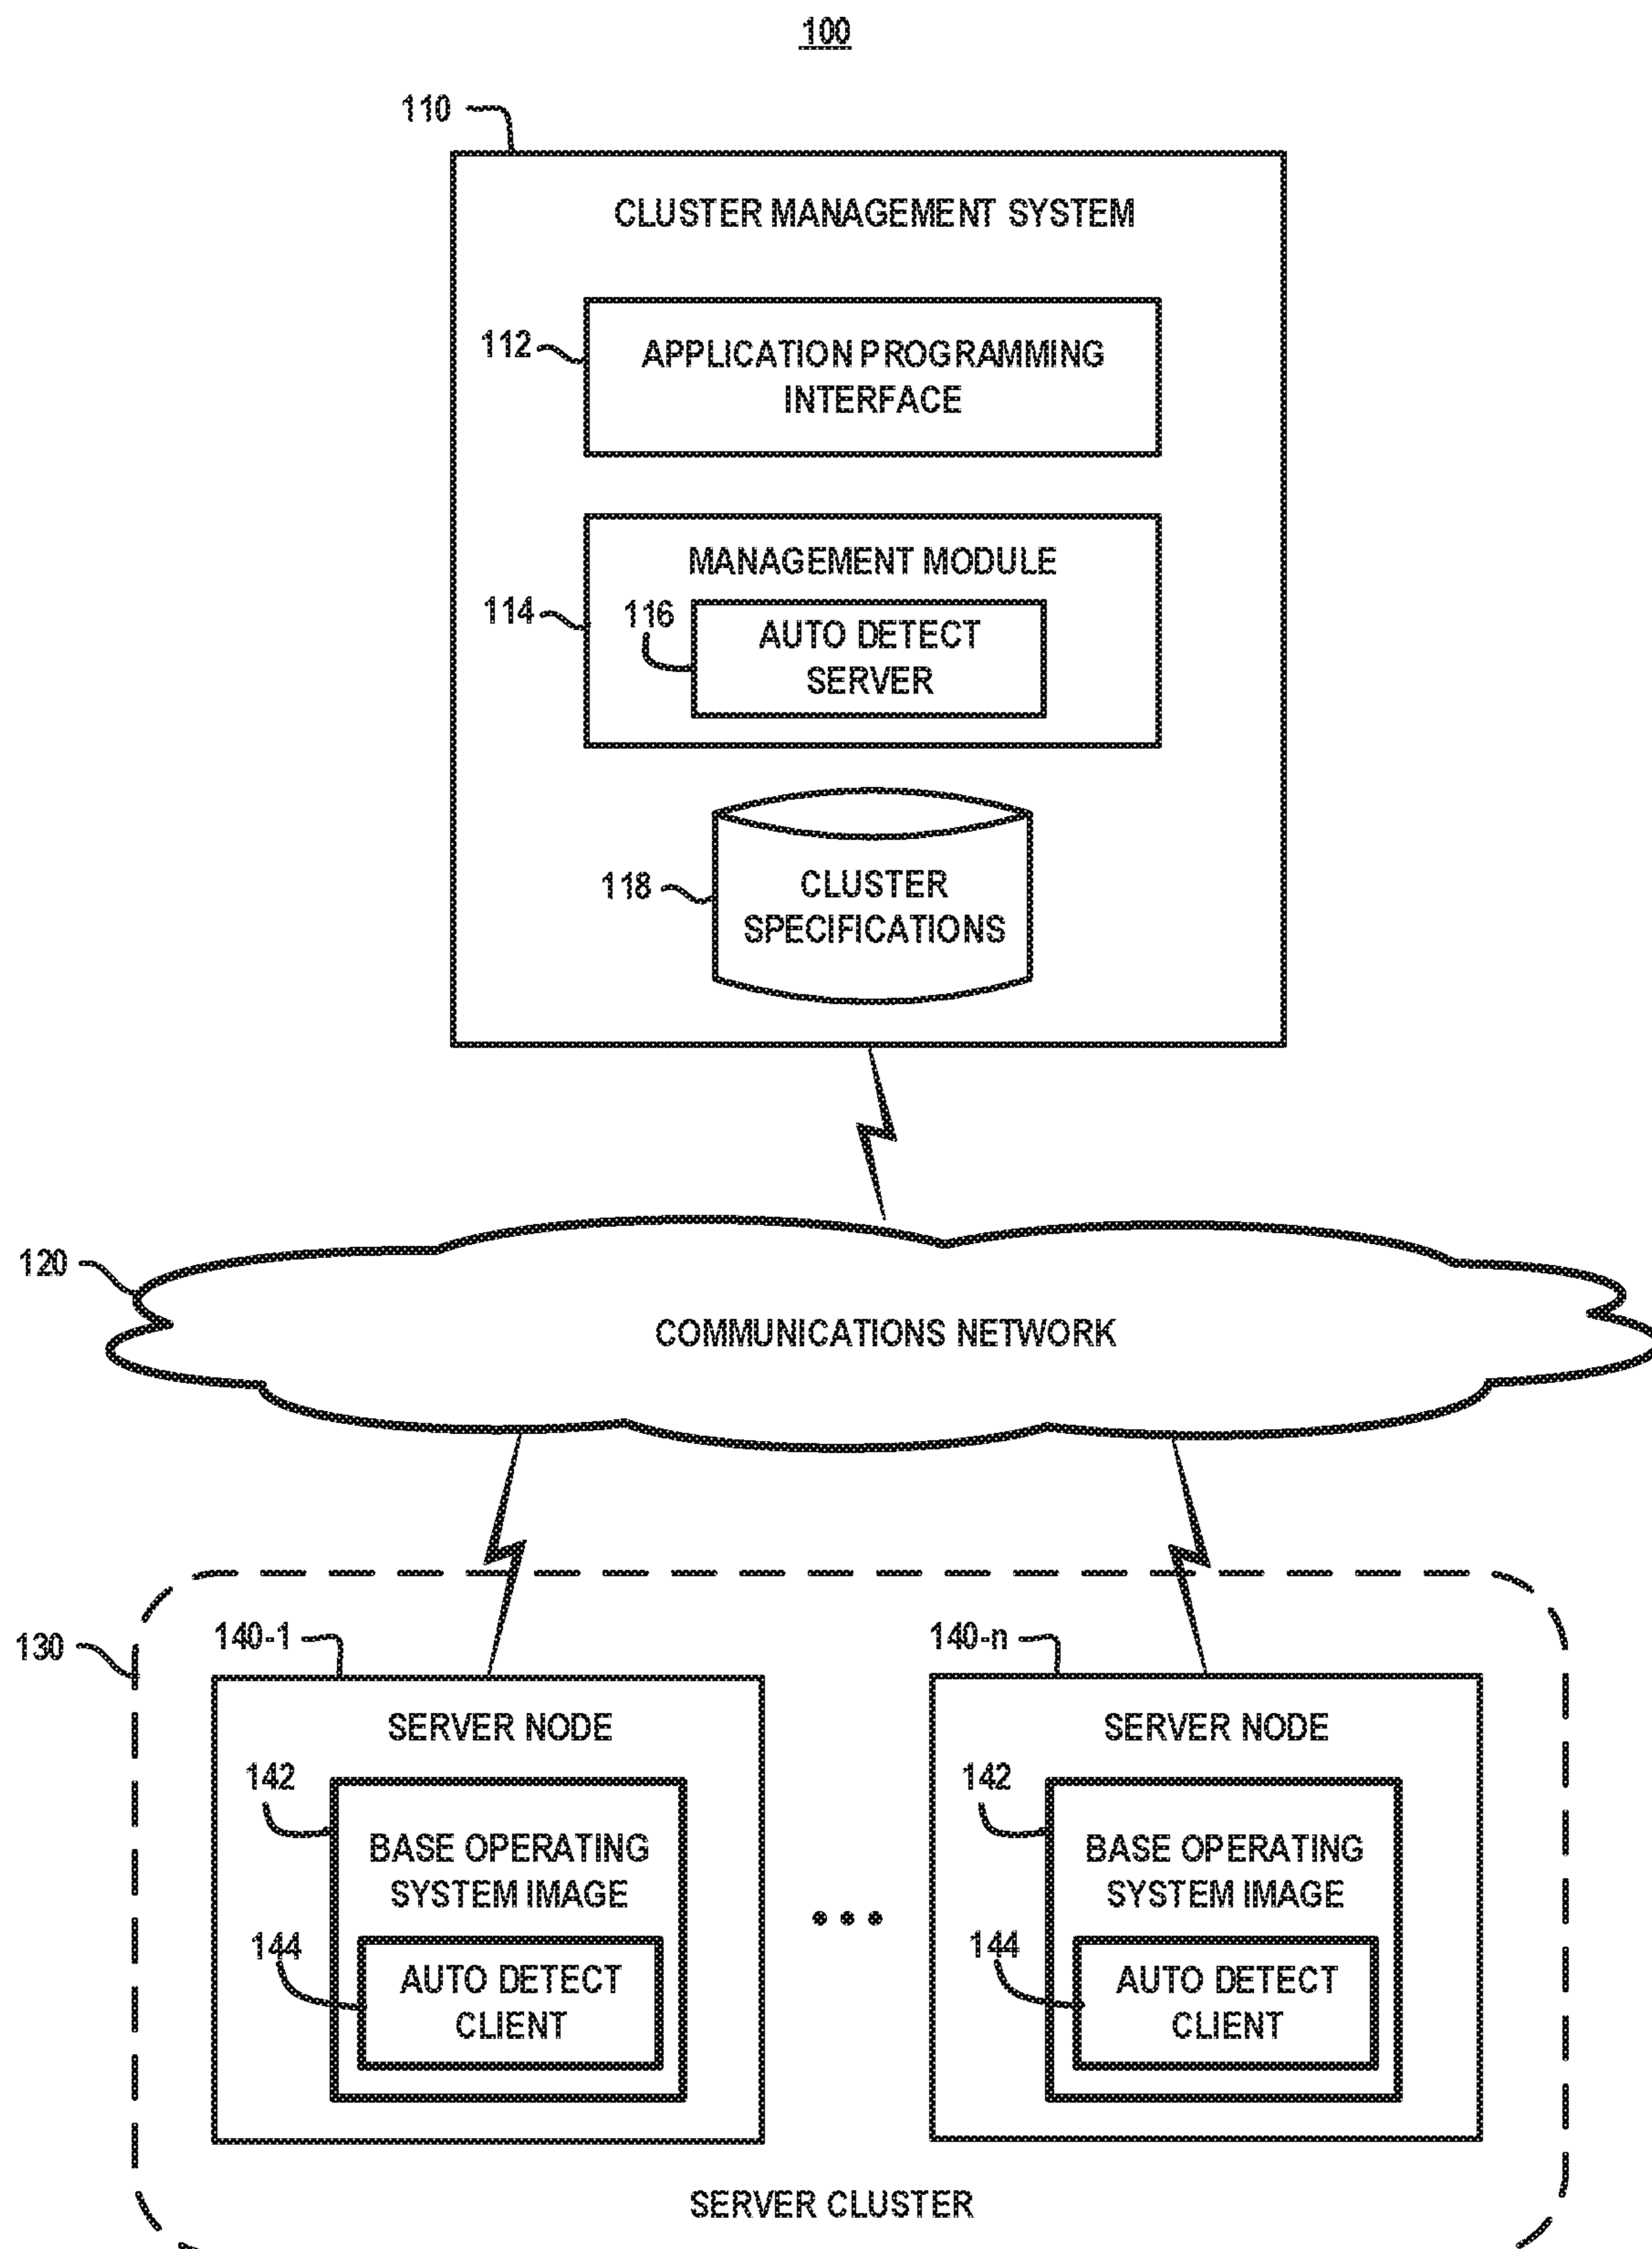 100
110
CLUSTER MANAGEMENT SYSTEM
112
APPLICATION PROGRAMMING
INTERFACE
MANAGEMENT MODULE
114
116
AUTO DETECT
SERVER
118
CLUSTER
SPECIFICATIONS
120
COMMUNICATIONS NETWORK
130
140-1
140-n
SERVER NODE
SERVER NODE
142
142
BASE OPERATING
SYSTEM IMAGE
BASE OPERATING
SYSTEM IMAGE
144
144
AUTO DETECT
CLIENT
AUTO DETECT
CLIENT
SERVER CLUSTER